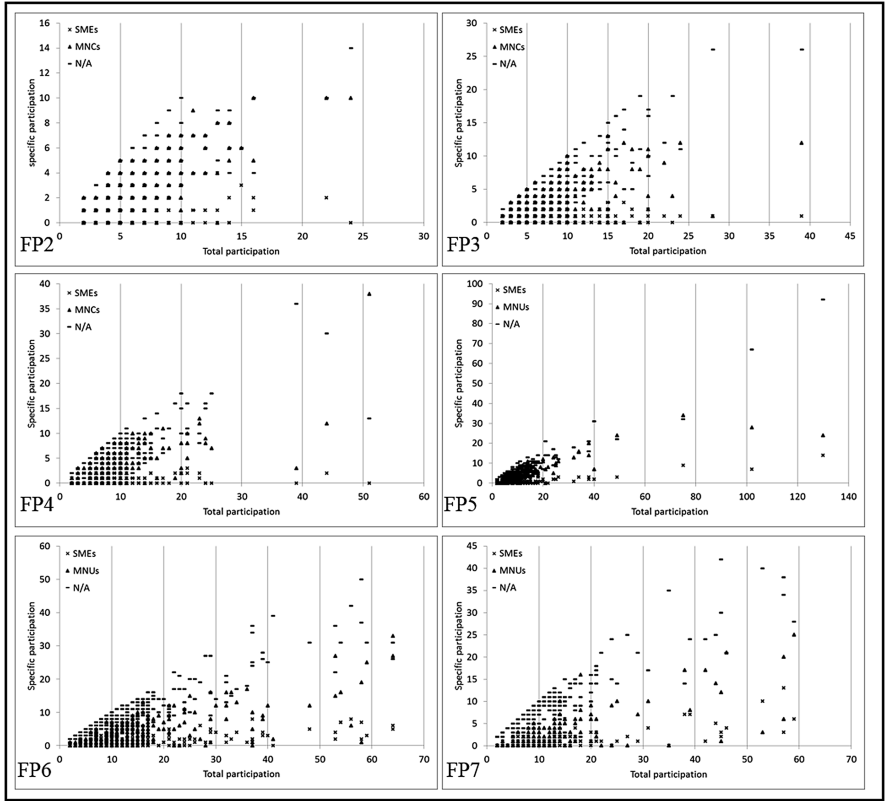 16
14
12
10
8
6
4
2
0
specific participation
× SMEs
▲ MNCs
- N/A
0 5 10 15 20 25 30
Total participation
FP2
30
25
20
15
10
5
0
specific participation
× SMEs
▲ MNCs
- N/A
0 5 10 15 20 25 30 35 40 45
Total participation
FP3
40
35
30
25
20
15
10
5
0
Specific participation
× SMEs
▲ MNCs
- N/A
0 10 20 30 40 50 60
Total participation
FP4
100
90
80
70
60
50
40
30
20
10
0
Specific participation
× SMEs
▲ MNUs
- N/A
0 20 40 60 80 100 120 140
Total participation
FP5
60
50
40
30
20
10
0
Specific participation
× SMEs
▲ MNUs
- N/A
0 10 20 30 40 50 60 70
Total participation
FP6
45
40
35
30
25
20
15
10
5
0
Specific participation
× SMEs
▲ MNUs
- N/A
0 10 20 30 40 50 60 70
Total participation
FP7